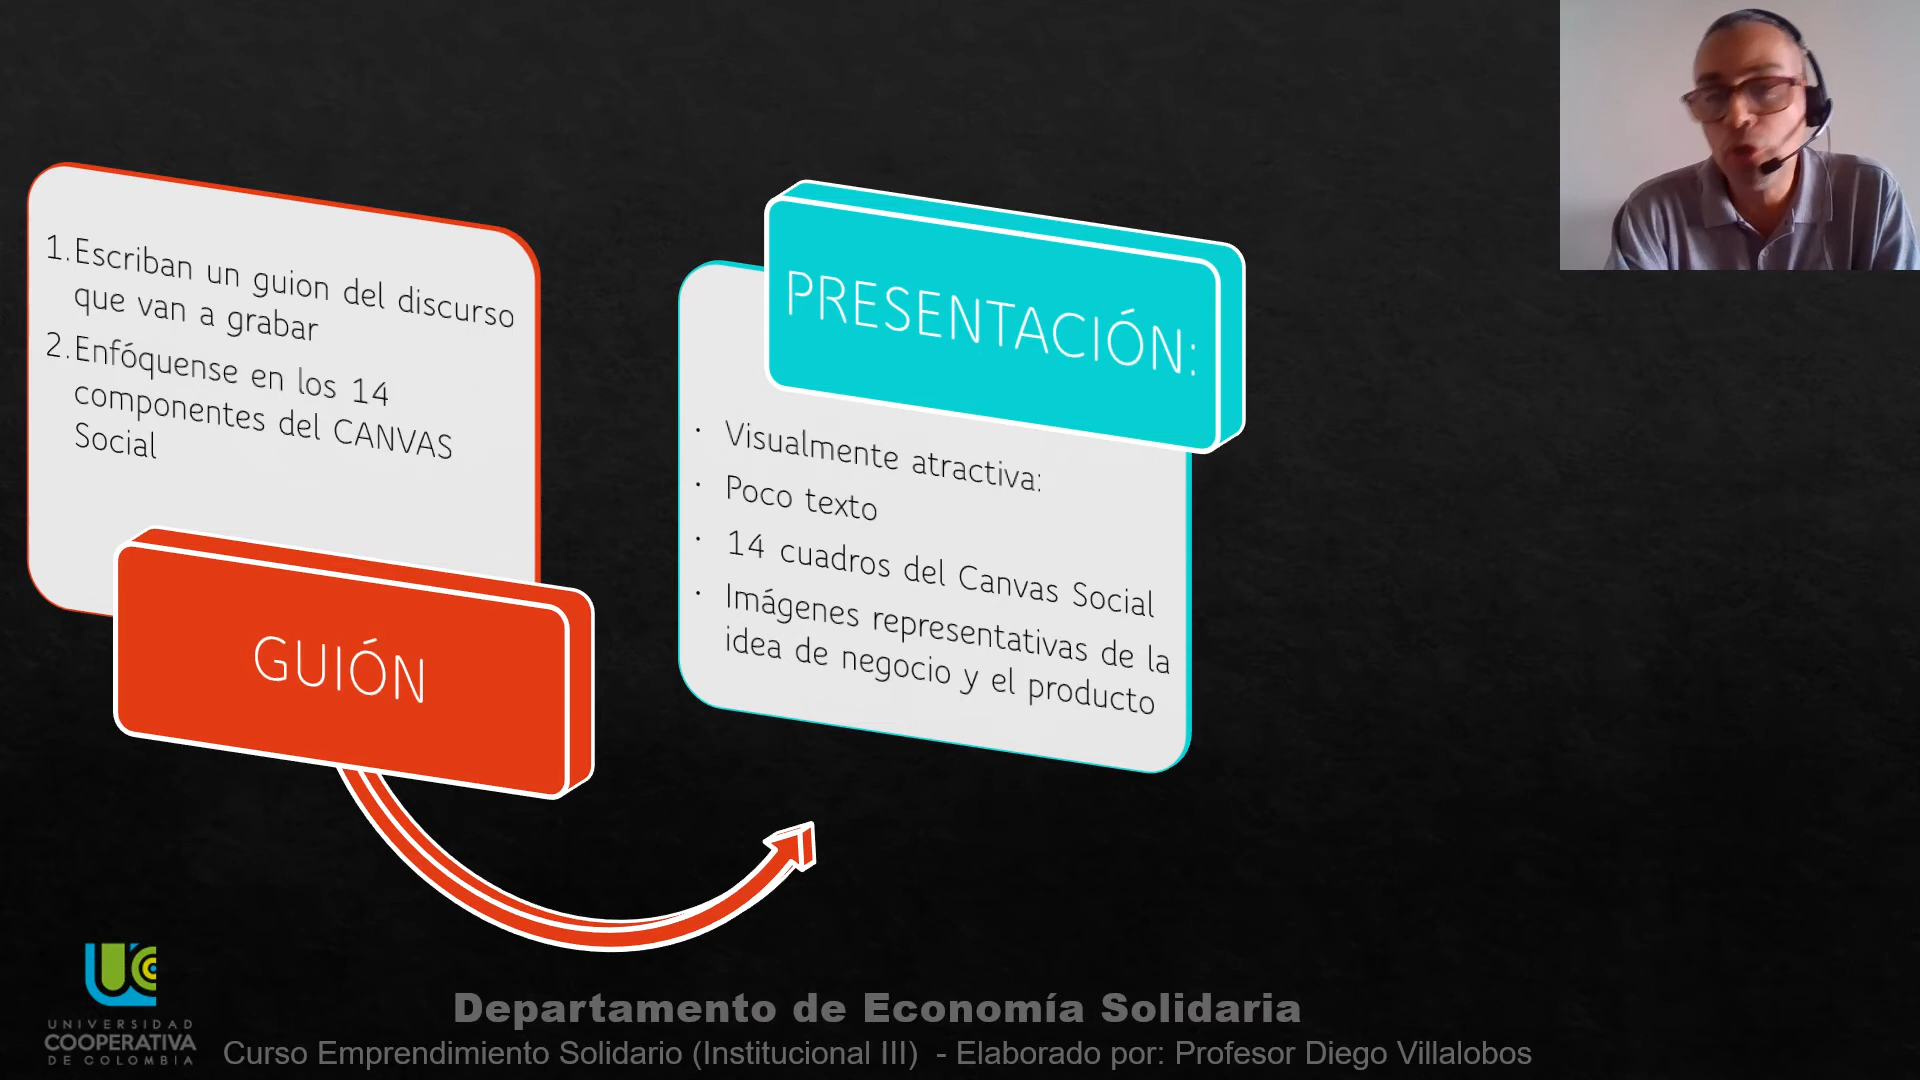 1. Escriban un guion del discurso
que van a grabar
2. Enfóquense en los 14
componentes del CANVAS
Social
GUIÓN
PRESENTACIÓN:
· Visualmente atractiva:
· Poco texto
· 14 cuadros del Canvas Social
· Imágenes representativas de la
idea de negocio y el producto
UNIVERSIDAD
COOPERATIVA
DE COLOMBIA
Departamento de Economía Solidaria
Curso Emprendimiento Solidario (Institucional III) - Elaborado por: Profesor Diego Villalobos